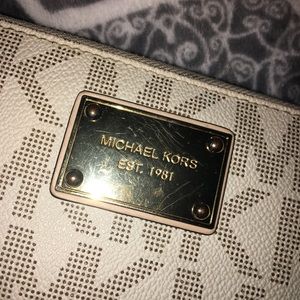 MICHAEL KORS
EST. 1981